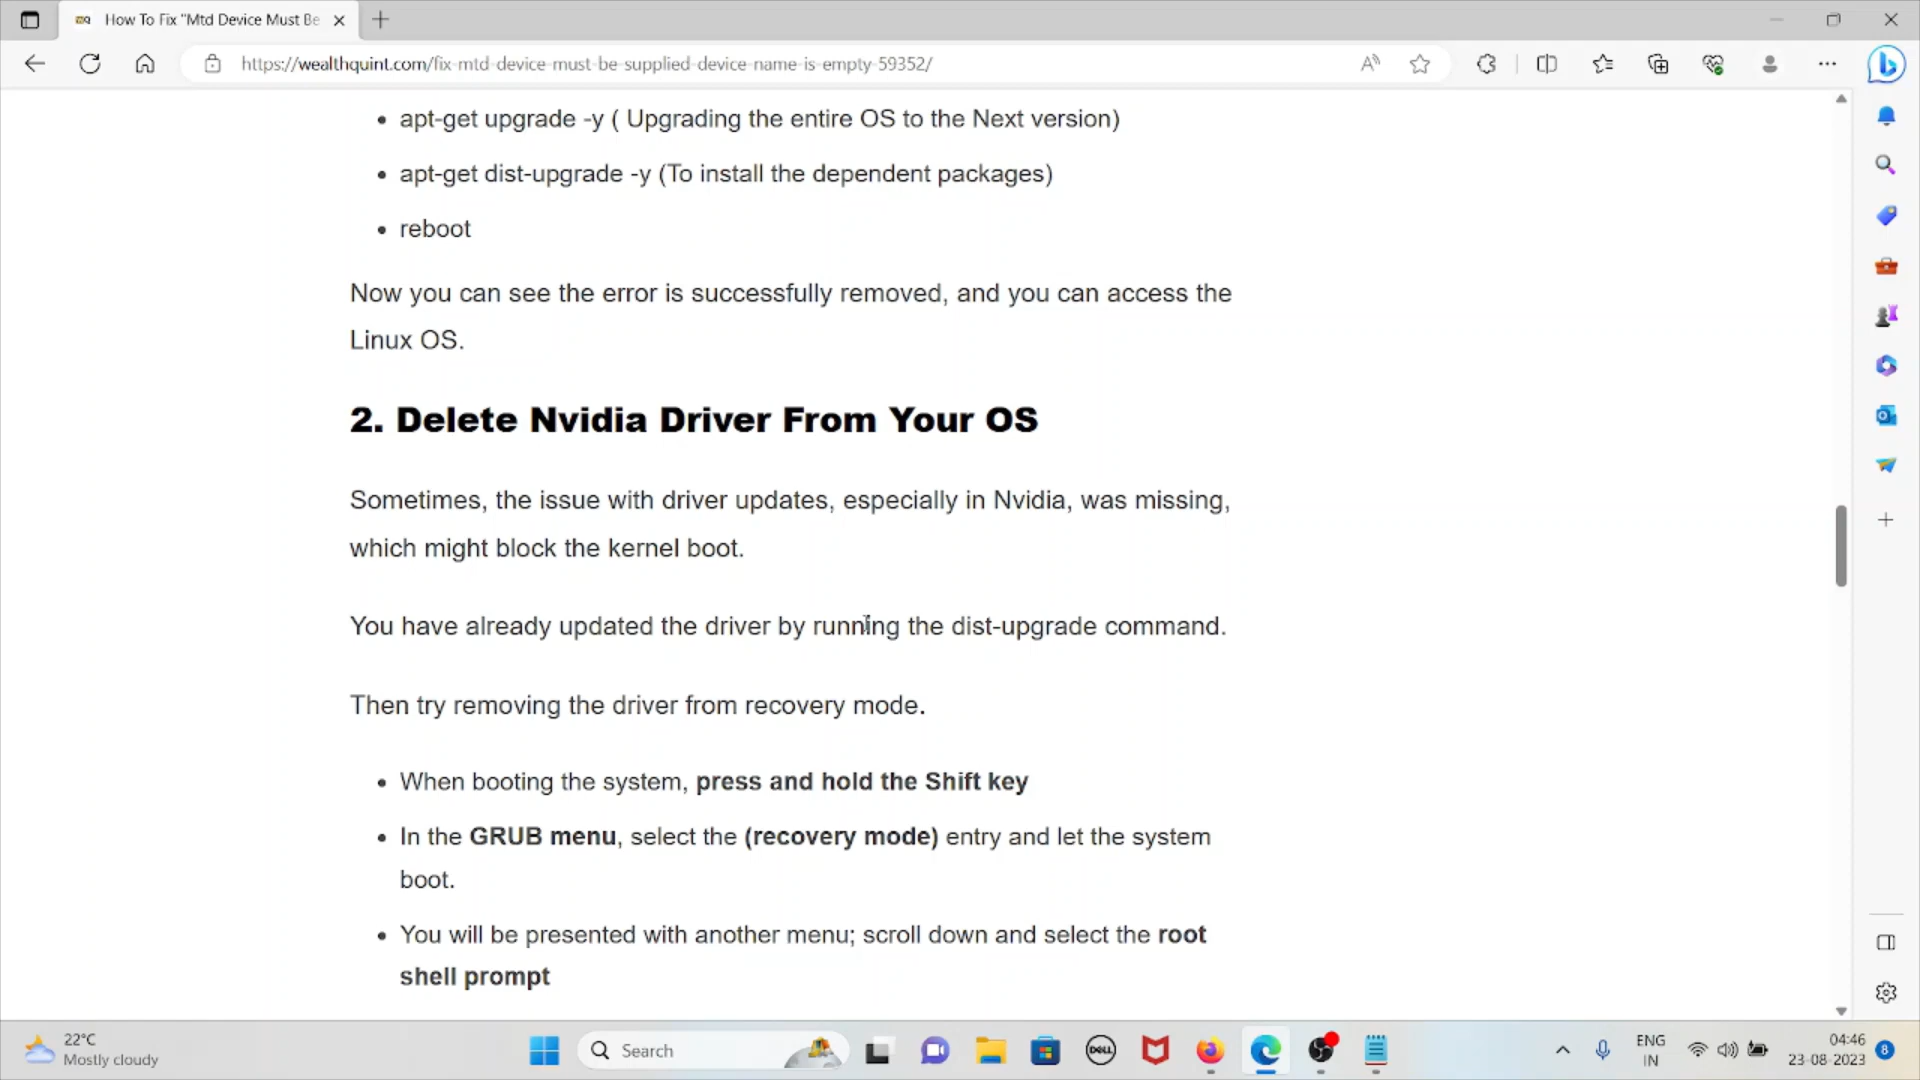 How To Fix "Mtd Device Must Be
https://wealthquint.com/fix-mtd-device-must-be-supplied-device-name-is-empty-59352/
• apt-get upgrade -y ( Upgrading the entire OS to the Next version)
• apt-get dist-upgrade -y (To install the dependent packages)
• reboot
Now you can see the error is successfully removed, and you can access the
Linux OS.
2. Delete Nvidia Driver From Your OS
Sometimes, the issue with driver updates, especially in Nvidia, was missing,
which might block the kernel boot.
You have already updated the driver by running the dist-upgrade command.
Then try removing the driver from recovery mode.
• When booting the system, press and hold the Shift key
• In the GRUB menu, select the (recovery mode) entry and let the system
boot.
• You will be presented with another menu; scroll down and select the root
shell prompt
22°C
Mostly cloudy
Search
DELL
ENG
IN
04:46
23-08-2023
8